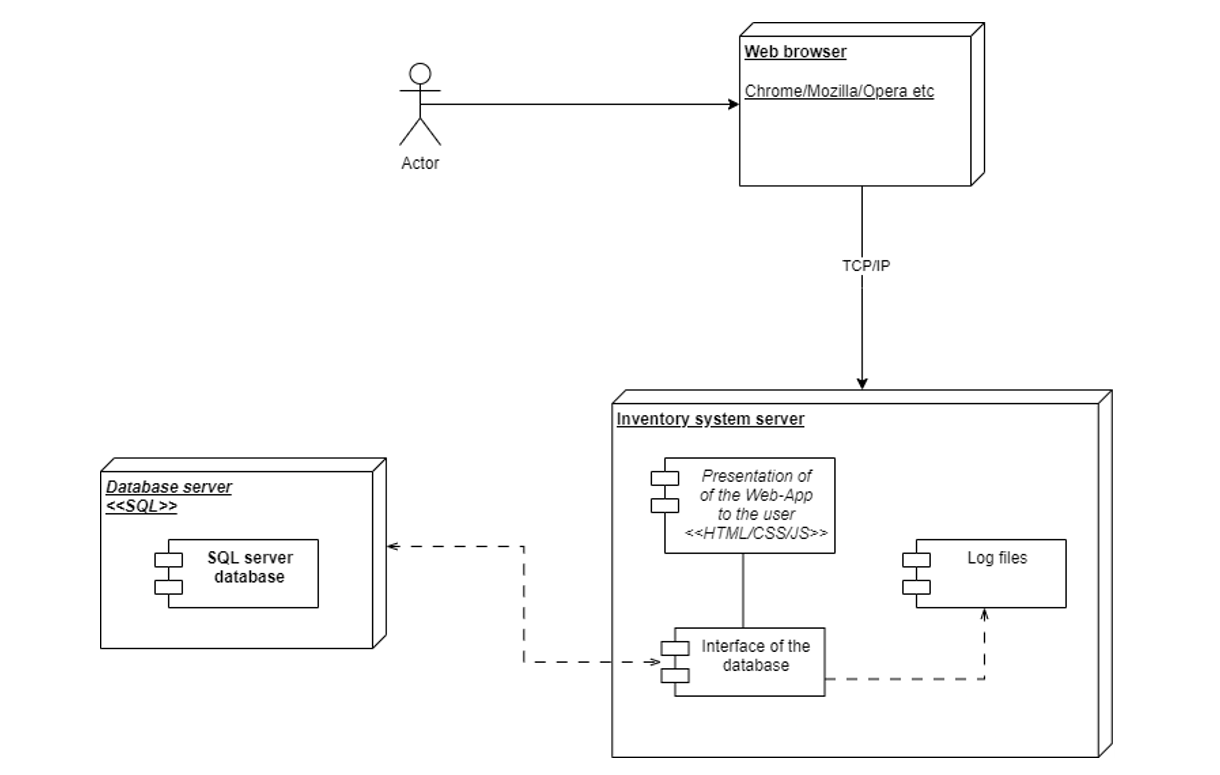 Web browser
Chrome/Mozilla/Opera etc
Actor
TCP/IP
Inventory system server
Presentation of
of the Web-App
to the user
<<HTML/CSS/JS>>
Log files
Interface of the
database
Database server
<<SQL>>
SQL server
database